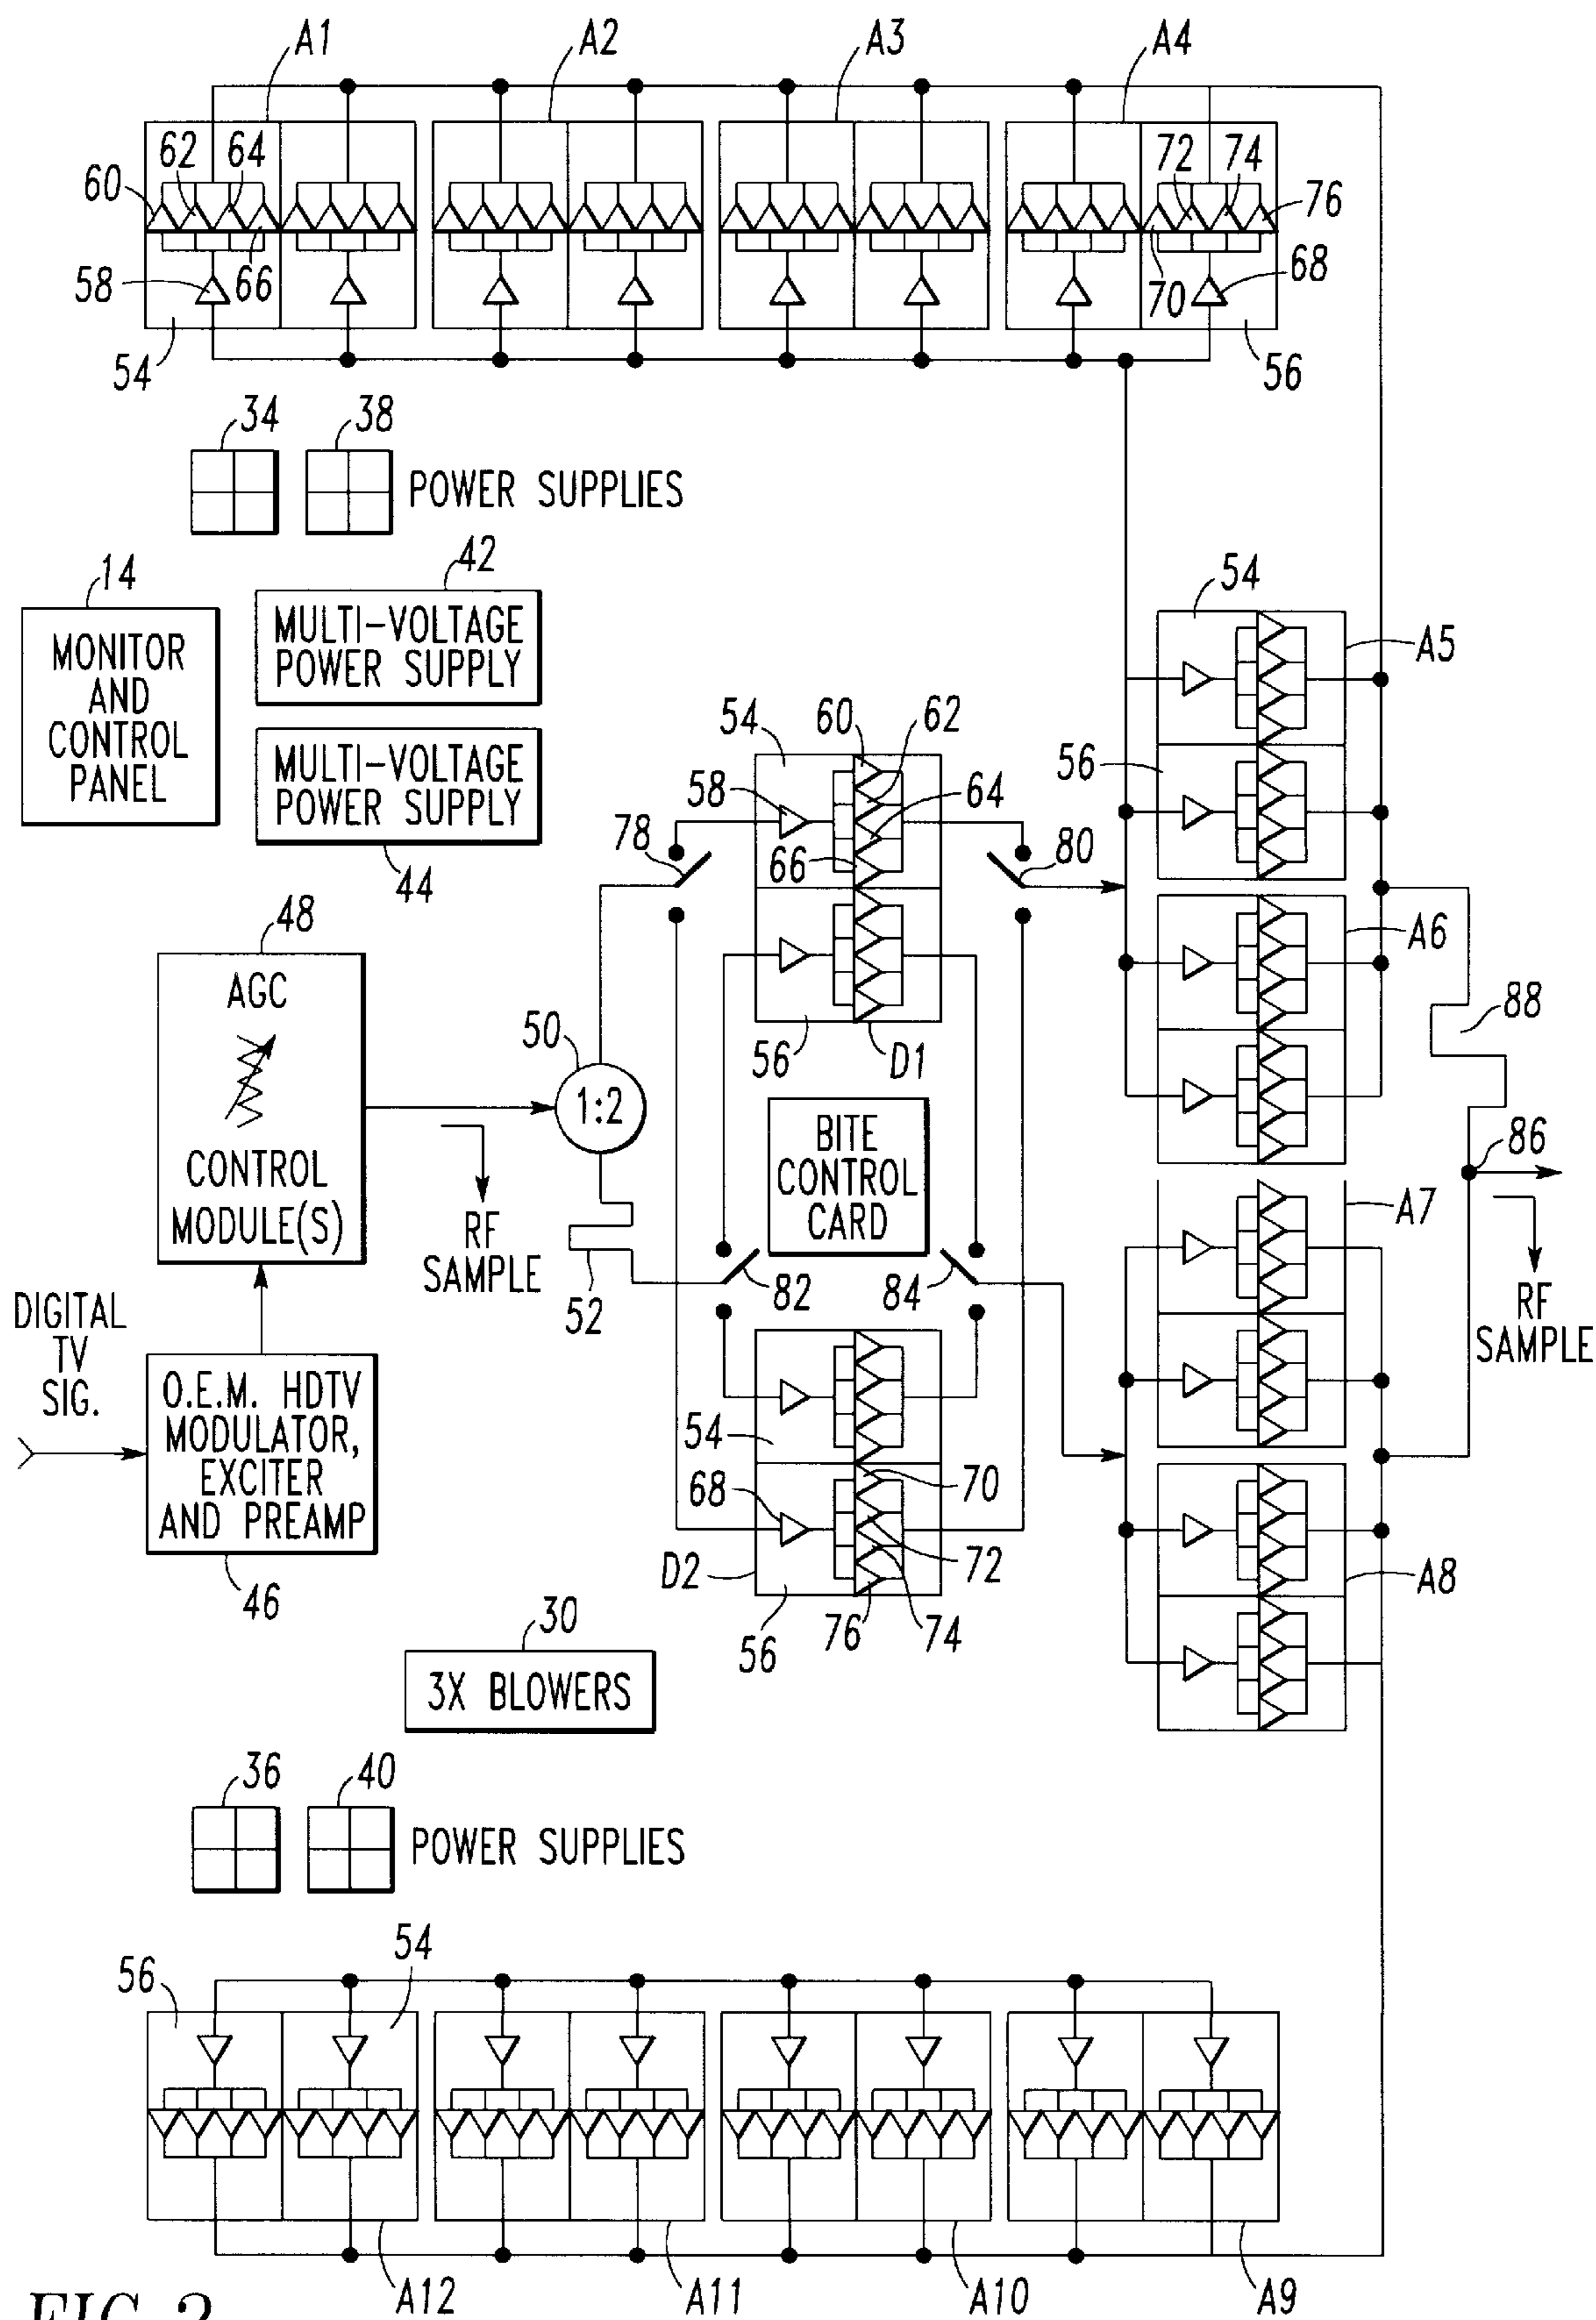 A1
A2
A3
A4
62
64
72
74
60
76
58
66
70
68
54
56
34
38
POWER SUPPLIES
14
42
54
MONITOR
AND
CONTROL
PANEL
MULTI-VOLTAGE
POWER SUPPLY
A5
MULTI-VOLTAGE
POWER SUPPLY
44
54
60
62
56
58
64
78
66
80
48
A6
AGC
CONTROL
MODULE(S)
50
1:2
56
D1
88
BITE
CONTROL
CARD
86
RF
SAMPLE
52
82
84
A7
RF
SAMPLE
DIGITAL
TV
SIG.
O.E.M. HDTV
MODULATOR,
EXCITER
AND PREAMP
46
54
68
70
D2
72
56
76
74
A8
30
3X BLOWERS
36
40
POWER SUPPLIES
56
54
A12
A11
A10
A9